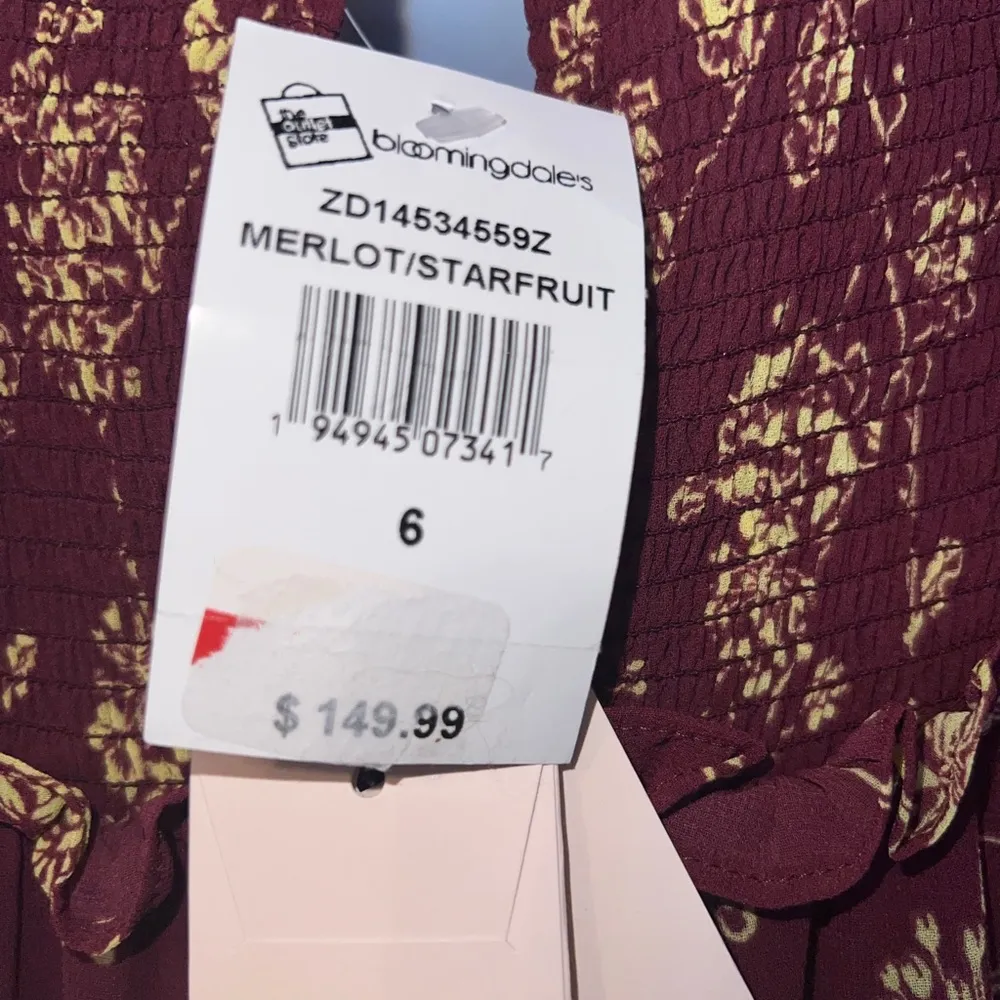 the
outlet
store
bloomingdale's
ZD14534559Z
MERLOT/STARFRUIT
1 94945 07341 7
6
$ 149.99